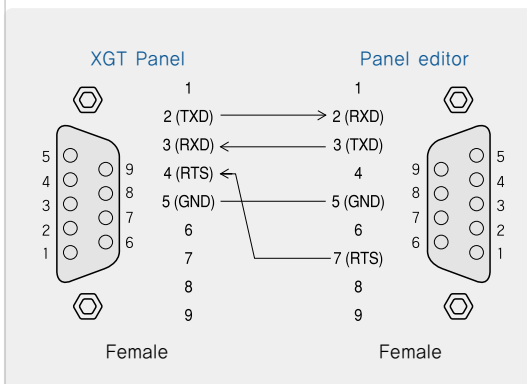 XGT Panel Panel editor
1 1
2 (TXD) 2 (RXD)
3 (RXD) 3 (TXD)
4 (RTS) 4
5 (GND) 5 (GND)
6 6
7 7 (RTS)
8 8
9 9
5 9 9 5
4 8 8 4
3 7 7 3
2 6 6 2
1 1
Female Female